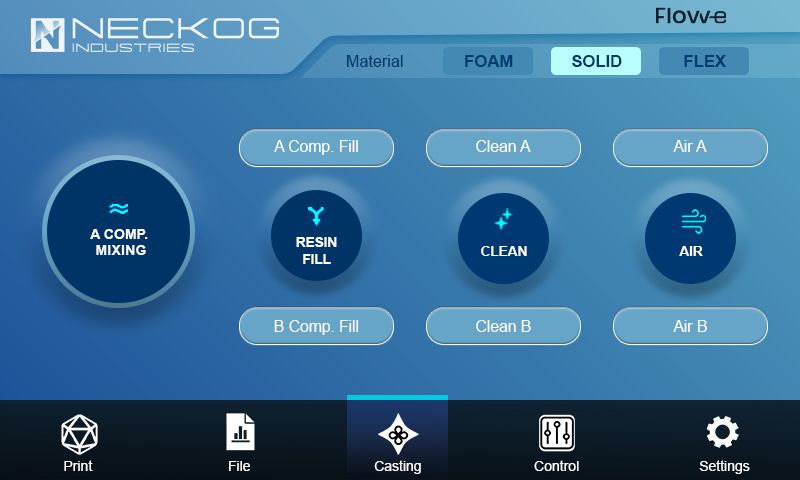 NECKOG
INDUSTRIES
Flowe
Material FOAM SOLID FLEX
A Comp. Fill Clean A Air A
A COMP.
MIXING
RESIN
FILL
CLEAN
AIR
B Comp. Fill Clean B Air B
Print File Casting Control Settings